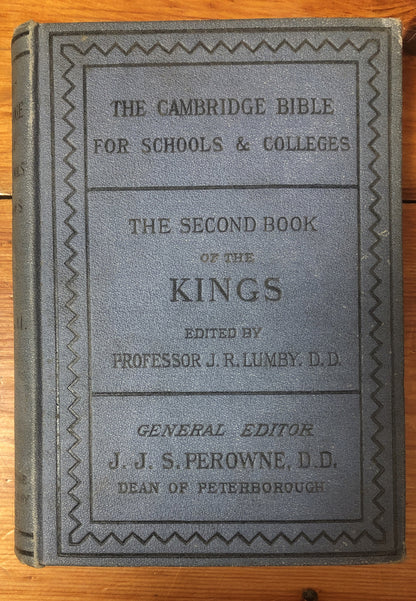 THE CAMBRIDGE BIBLE
FOR SCHOOLS & COLLEGES
THE SECOND BOOK
OF THE
KINGS
EDITED BY
PROFESSOR J. R. LUMBY. D. D.
GENERAL EDITOR
J. J. S. PEROWNE, D.D.
DEAN OF PETERBOROUGH